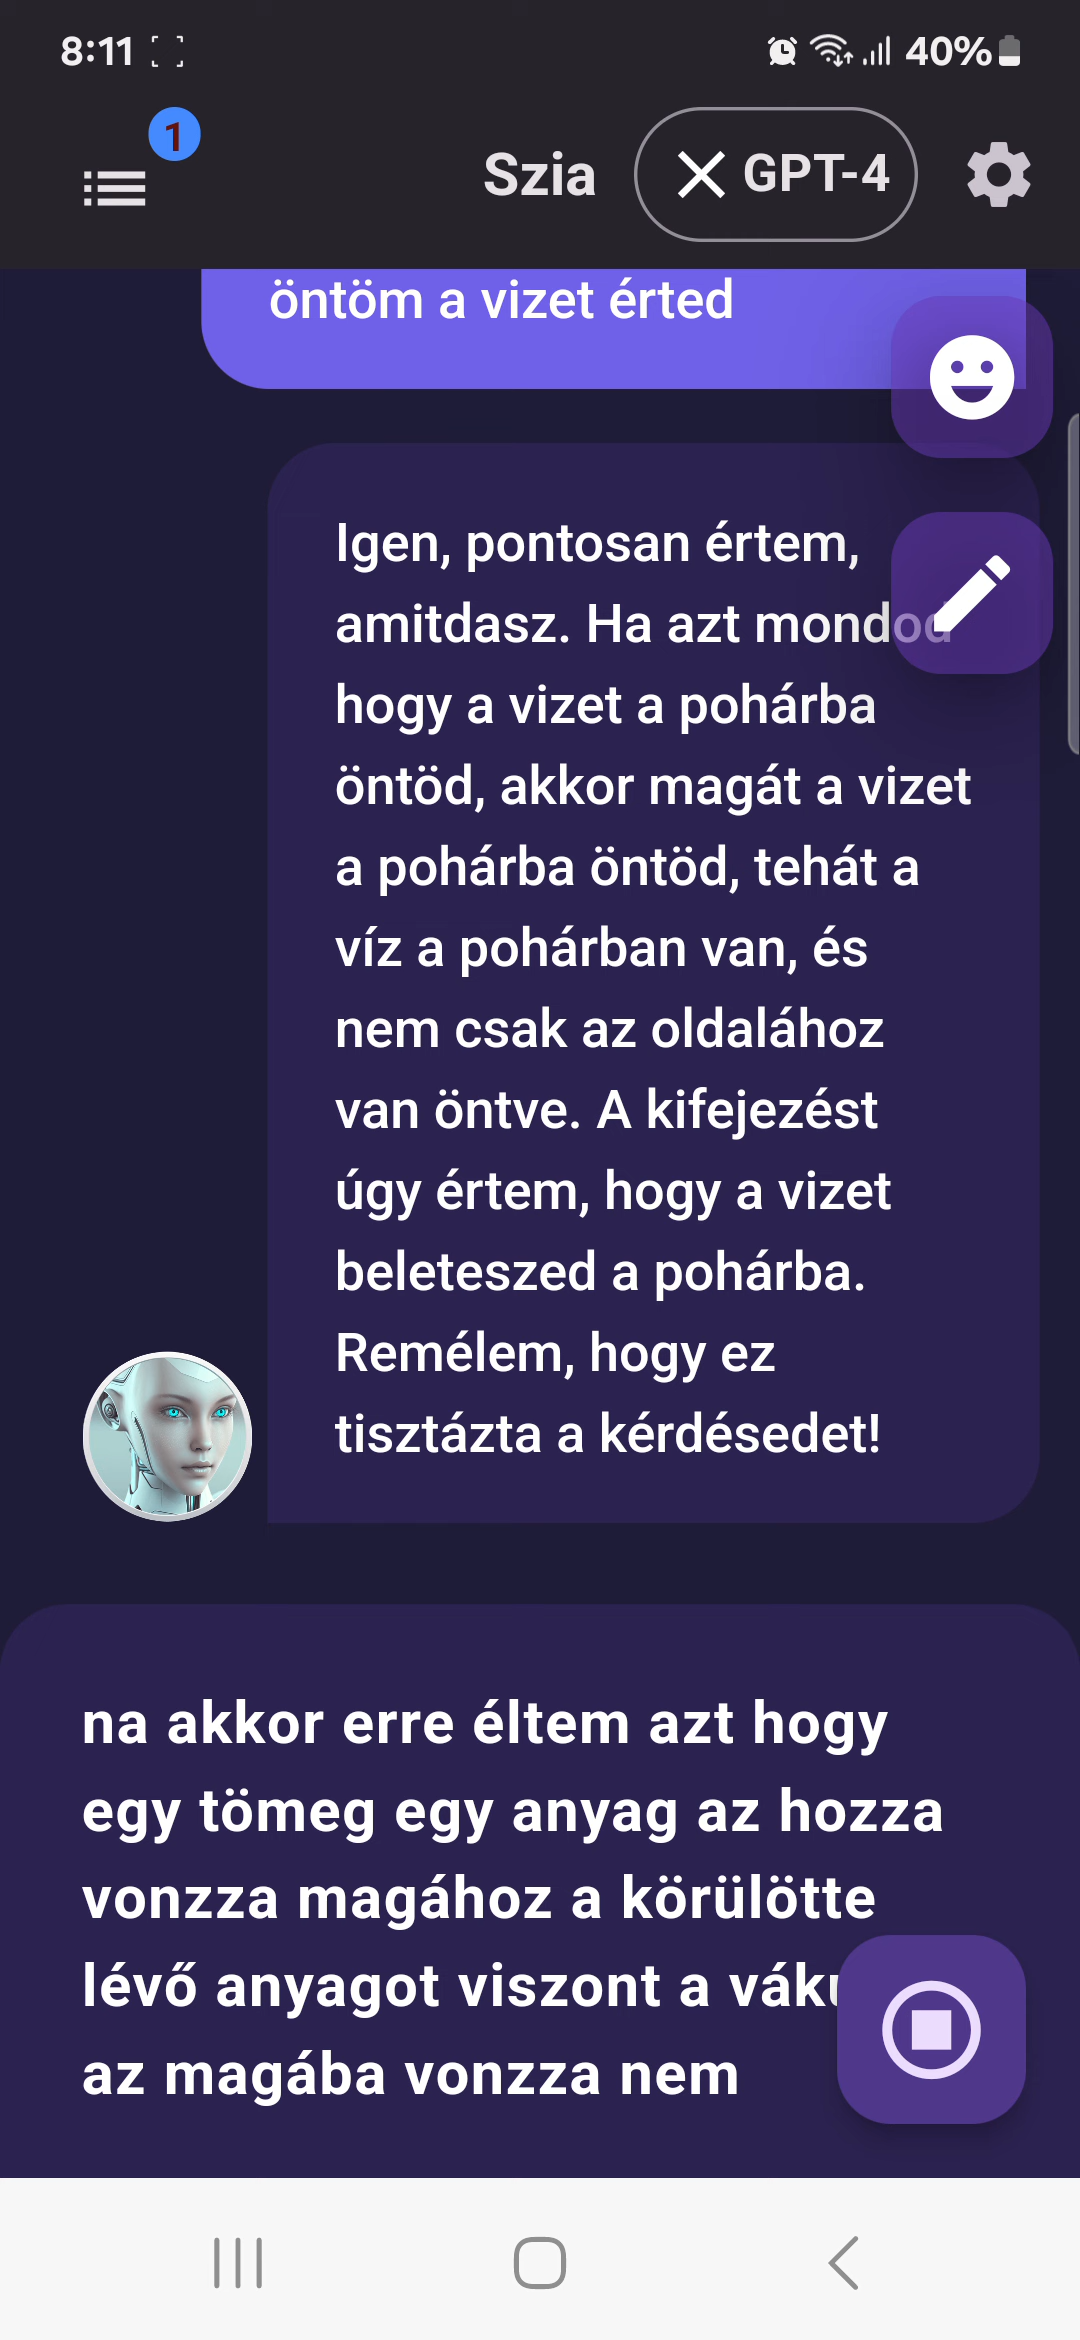 8:11
40%
1
Szia
GPT-4
öntöm a vizet érted
Igen, pontosan értem,
amitdasz. Ha azt mondod
hogy a vizet a pohárba
öntöd, akkor magát a vizet
a pohárba öntöd, tehát a
víz a pohárban van, és
nem csak az oldalához
van öntve. A kifejezést
úgy értem, hogy a vizet
beleteszed a pohárba.
Remélem, hogy ez
tisztázta a kérdésedet!
na akkor erre éltem azt hogy
egy tömeg egy anyag az hozza
vonzza magához a körülötte
lévő anyagot viszont a
az magába vonzza nem